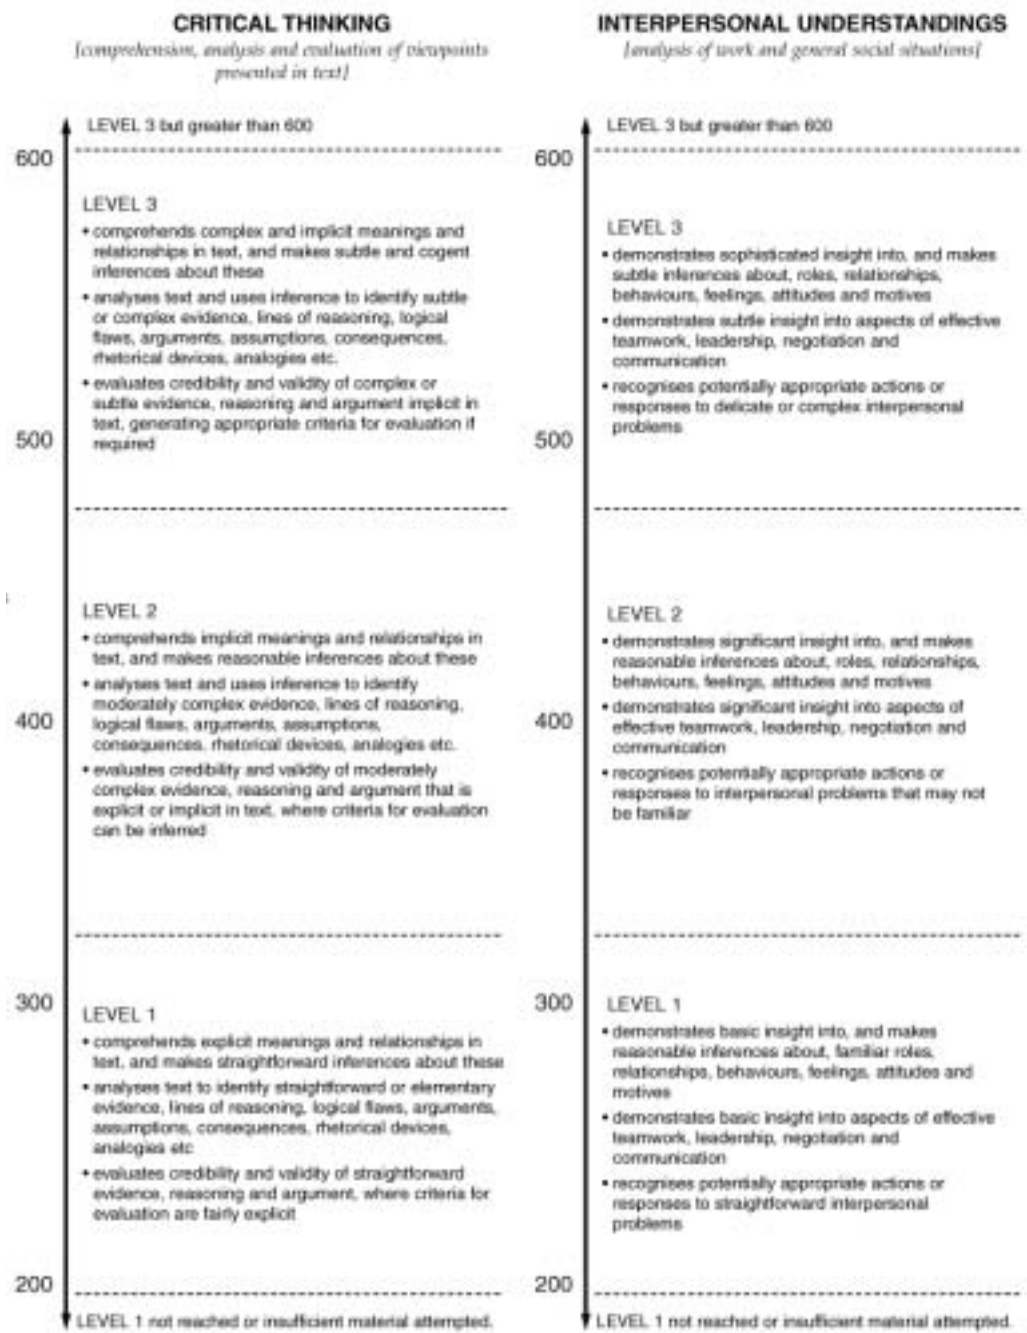 CRITICAL THINKING
[comprehension, analysis and evaluation of viewpoints
presented in text]
LEVEL 3 but greater than 600
600
LEVEL 3
• comprehends complex and implicit meanings and
relationships in text, and makes subtle and cogent
inferences about these
• analyses text and uses inference to identify subtle
or complex evidence, lines of reasoning, logical
flaws, arguments, assumptions, consequences,
rhetorical devices, analogies etc.
• evaluates credibility and validity of complex or
subtle evidence, reasoning and argument implicit in
text, generating appropriate criteria for evaluation if
required
500
LEVEL 2
• comprehends implicit meanings and relationships in
text, and makes reasonable inferences about these
• analyses text and uses inference to identify
moderately complex evidence, lines of reasoning,
logical flaws, arguments, assumptions,
consequences, rhetorical devices, analogies etc.
400
• evaluates credibility and validity of moderately
complex evidence, reasoning and argument that is
explicit or implicit in text, where criteria for evaluation
can be inferred
300
LEVEL 1
• comprehends explicit meanings and relationships in
text, and makes straightforward inferences about these
• analyses text to identify straightforward or elementary
evidence, lines of reasoning, logical flaws, arguments,
assumptions, consequences, rhetorical devices,
analogies etc
• evaluates credibility and validity of straightforward
evidence, reasoning and argument, where criteria for
evaluation are fairly explicit
200
LEVEL 1 not reached or insufficient material attempted.
INTERPERSONAL UNDERSTANDINGS
[analysis of work and general social situations]
LEVEL 3 but greater than 600
600
LEVEL 3
• demonstrates sophisticated insight into, and makes
subtle inferences about, roles, relationships,
behaviours, feelings, attitudes and motives
• demonstrates subtle insight into aspects of effective
teamwork, leadership, negotiation and
communication
• recognises potentially appropriate actions or
responses to delicate or complex interpersonal
problems
500
LEVEL 2
• demonstrates significant insight into, and makes
reasonable inferences about, roles, relationships,
behaviours, feelings, attitudes and motives
• demonstrates significant insight into aspects of
effective teamwork, leadership, negotiation and
communication
400
• recognises potentially appropriate actions or
responses to interpersonal problems that may not
be familiar
300
LEVEL 1
• demonstrates basic insight into, and makes
reasonable inferences about, familiar roles,
relationships, behaviours, feelings, attitudes and
motives
• demonstrates basic insight into aspects of effective
teamwork, leadership, negotiation and
communication
• recognises potentially appropriate actions or
responses to straightforward interpersonal
problems
200
LEVEL 1 not reached or insufficient material attempted.